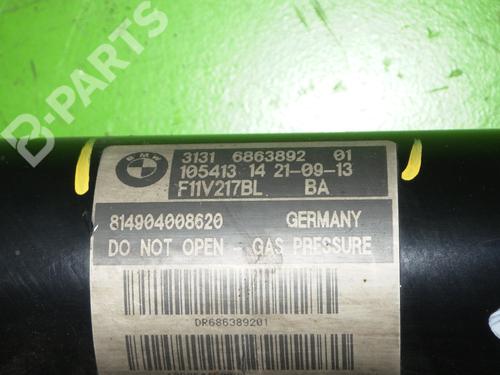 B-PARTS
BMW
3131 6863892 01
105413 14 21-09-13
F11V217BL BA
814904008620 GERMANY
DO NOT OPEN - GAS PRESSURE
DR686389201